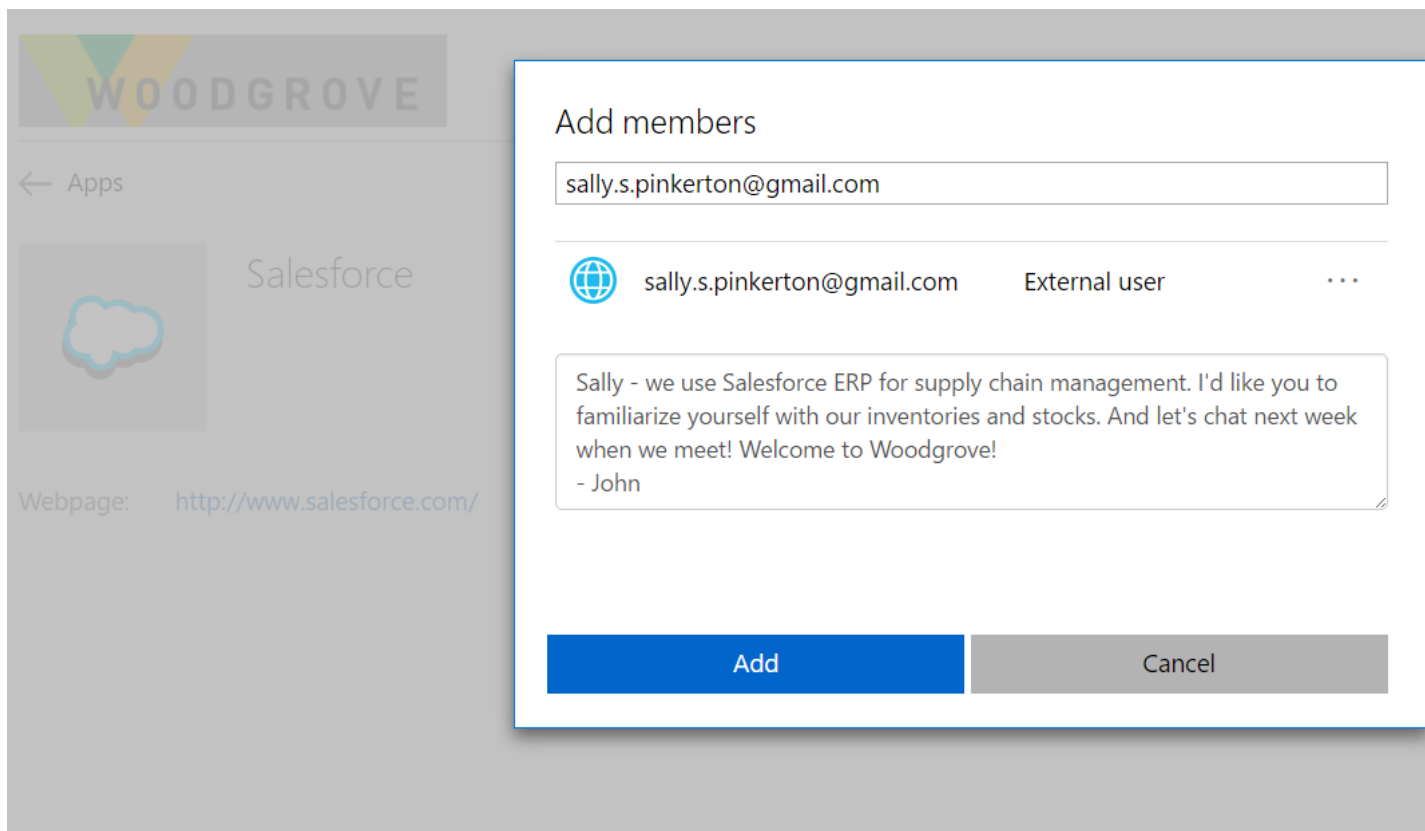 WOODGROVE
Add members
sally.s.pinkerton@gmail.com
Apps
Salesforce
sally.s.pinkerton@gmail.com External user ...
Sally - we use Salesforce ERP for supply chain management. I'd like you to
familiarize yourself with our inventories and stocks. And let's chat next week
when we meet! Welcome to Woodgrove!
- John
Webpage: http://www.salesforce.com/
Add Cancel